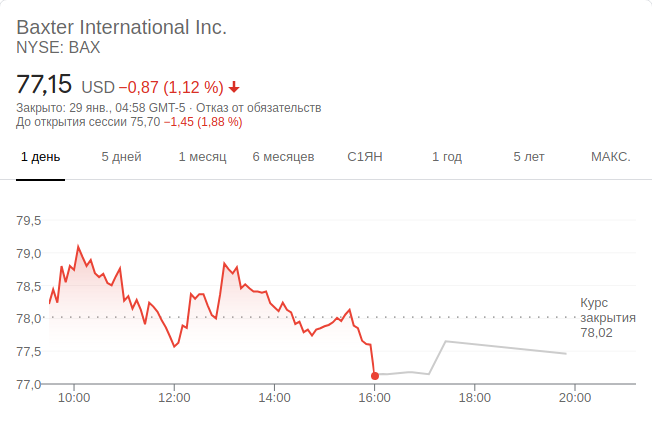 Baxter International Inc.
NYSE: BAX
77,15 USD −0,87 (1,12 %)
Закрыто: 29 янв., 04:58 GMT-5 · Отказ от обязательств
До открытия сессии 75,70 −1,45 (1,88 %)
1 день 5 дней 1 месяц 6 месяцев С1ЯН 1 год 5 лет МАКС.
79,5
79,0
78,5
78,0
77,5
77,0
Курс
закрытия
78,02
10:00 12:00 14:00 16:00 18:00 20:00